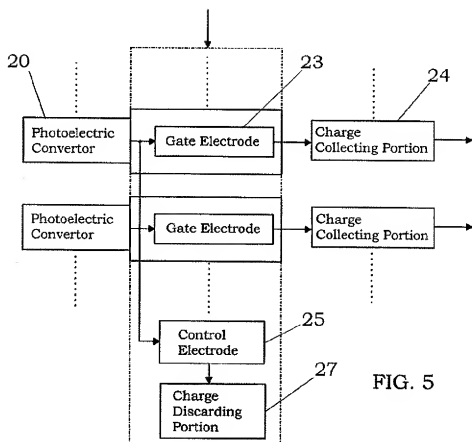 20
23
24
Photoelectric
Convertor
Gate Electrode
Charge
Collecting Portion
Photoelectric
Convertor
Gate Electrode
Charge
Collecting Portion
25
Control
Electrode
27
Charge
Discarding
Portion
FIG. 5